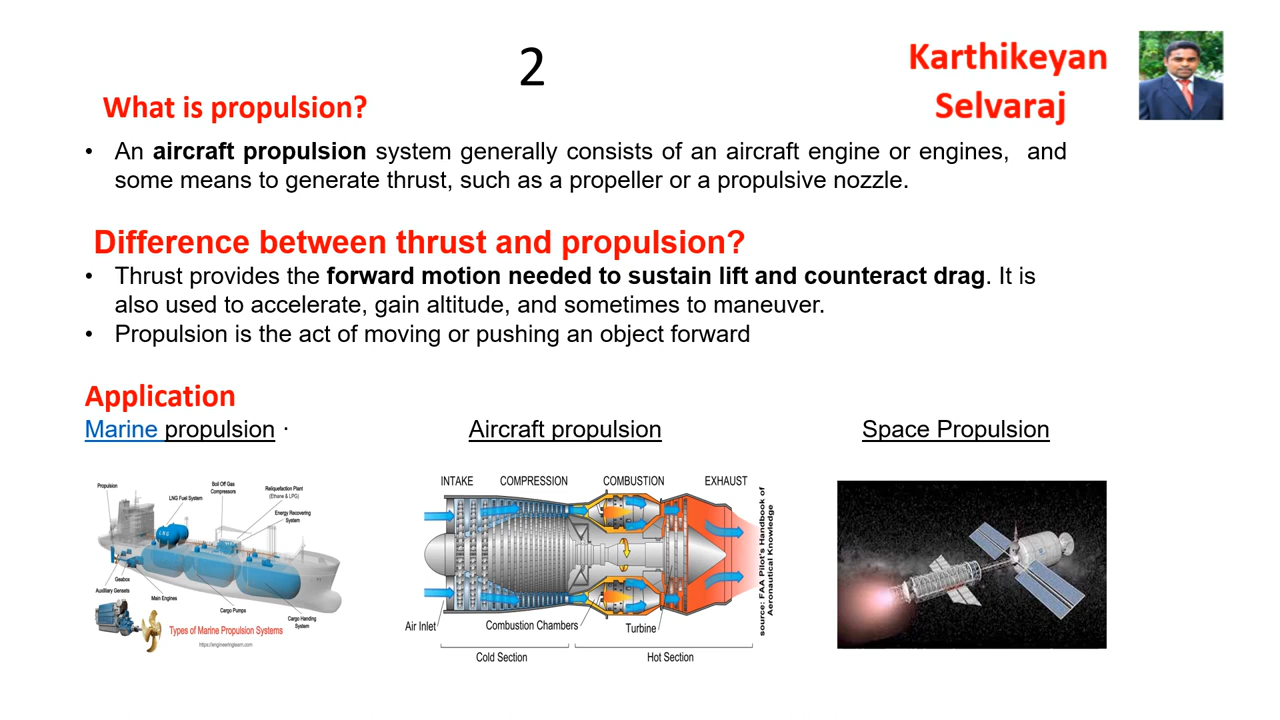 2
Karthikeyan
Selvaraj
What is propulsion?
• An aircraft propulsion system generally consists of an aircraft engine or engines, and
some means to generate thrust, such as a propeller or a propulsive nozzle.
Difference between thrust and propulsion?
• Thrust provides the forward motion needed to sustain lift and counteract drag. It is
also used to accelerate, gain altitude, and sometimes to maneuver.
• Propulsion is the act of moving or pushing an object forward
Application
Marine propulsion ·
Aircraft propulsion
Space Propulsion
Propulsion
LNG Fuel System
Boil Off Gas
Compressors
Reliquefaction Plant
(Ethane & LPG)
Energy Recovering
System
LNG
Geabox
Auxiliary Gensets
Main Engines
Cargo Pumps
Cargo Handing
System
Types of Marine Propulsion Systems
https://engineeringlearn.com
INTAKE COMPRESSION COMBUSTION EXHAUST
Air Inlet
Combustion Chambers
Turbine
Cold Section
Hot Section
source: FAA Pilot's Handbook of
Aeronautical Knowledge